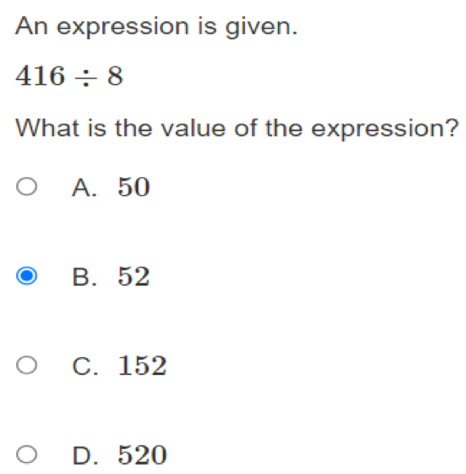 An expression is given.
416 ÷ 8
What is the value of the expression?
A. 50
B. 52
C. 152
D. 520